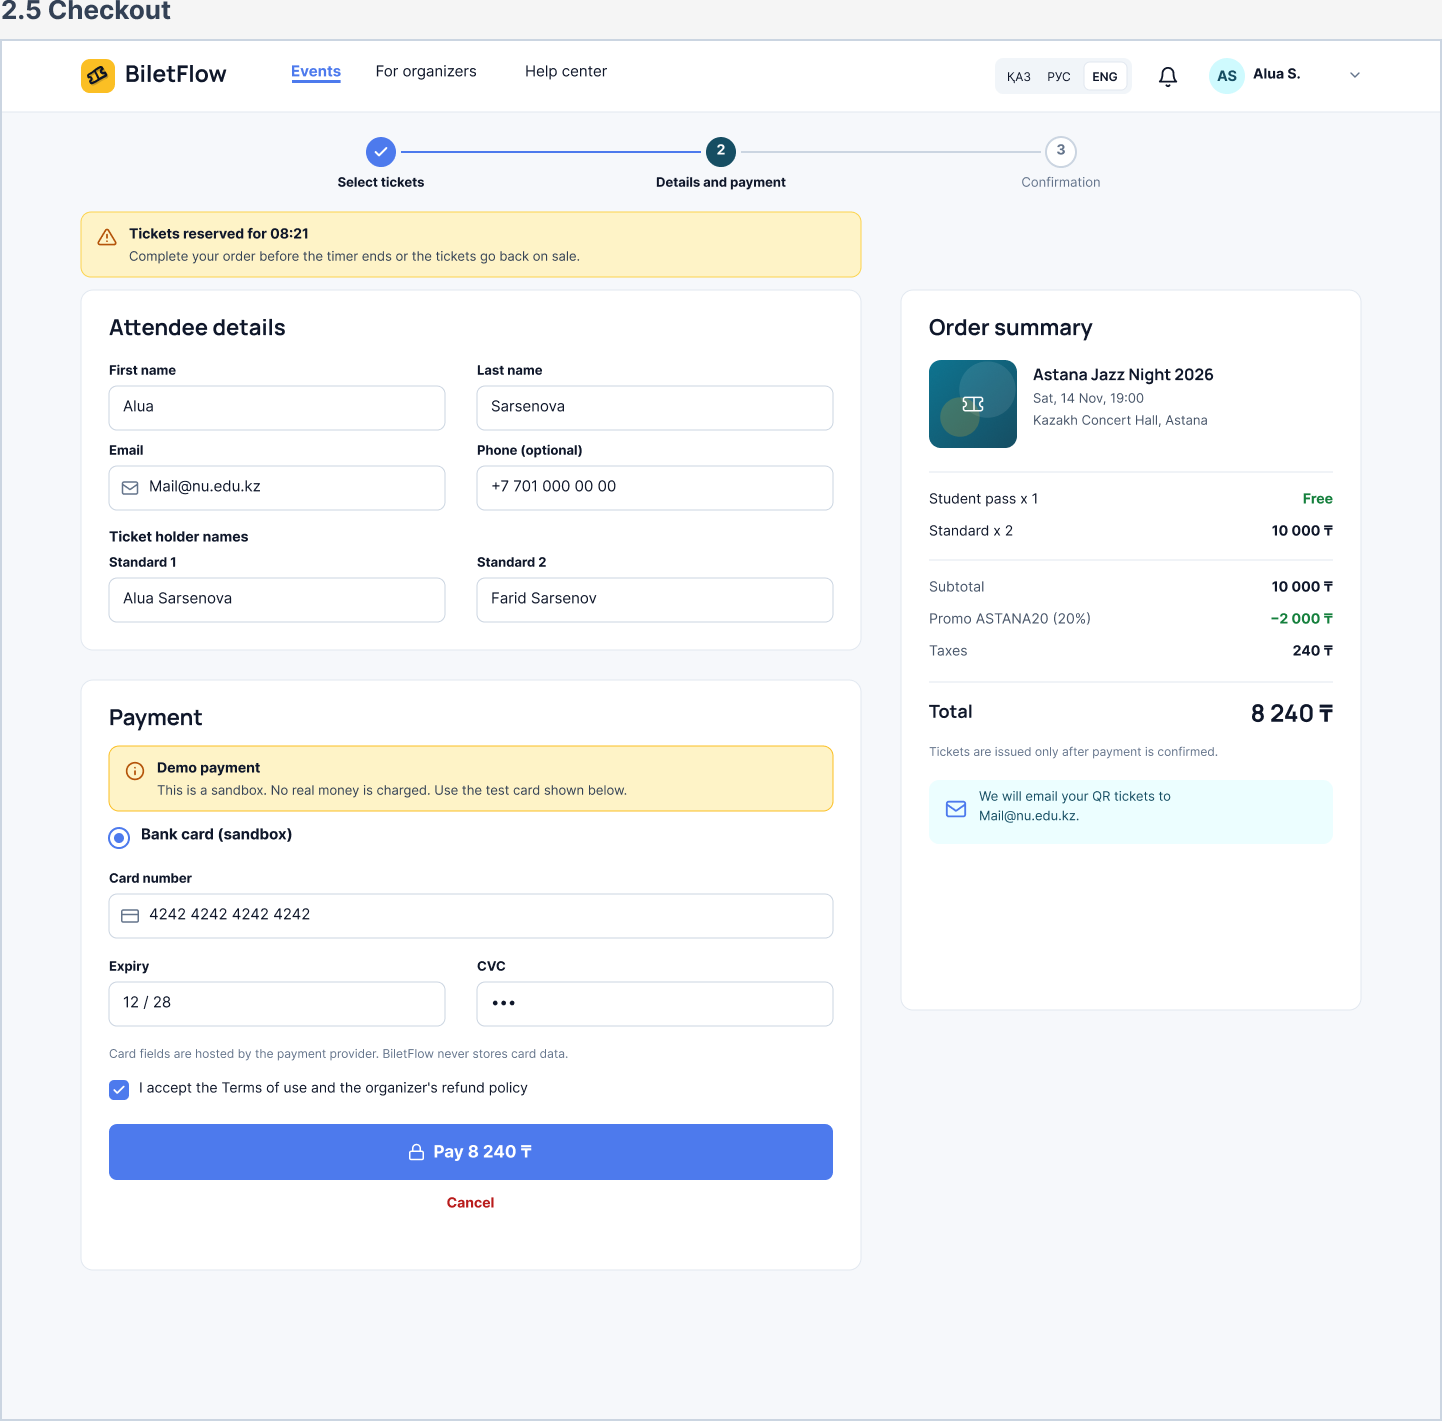 2.5 Checkout
BiletFlow
Events
For organizers
Help center
ҚАЗ
РУС
ENG
AS
Alua S.
2
3
Select tickets
Details and payment
Confirmation
Tickets reserved for 08:21
Complete your order before the timer ends or the tickets go back on sale.
Attendee details
First name
Last name
Alua
Sarsenova
Email
Phone (optional)
Mail@nu.edu.kz
+7 701 000 00 00
Ticket holder names
Standard 1
Standard 2
Alua Sarsenova
Farid Sarsenov
Payment
Demo payment
This is a sandbox. No real money is charged. Use the test card shown below.
Bank card (sandbox)
Card number
4242 4242 4242 4242
Expiry
CVC
12 / 28
•••
Card fields are hosted by the payment provider. BiletFlow never stores card data.
I accept the Terms of use and the organizer's refund policy
Pay 8 240 ₸
Cancel
Order summary
Astana Jazz Night 2026
Sat, 14 Nov, 19:00
Kazakh Concert Hall, Astana
Student pass x 1
Free
Standard x 2
10 000 ₸
Subtotal
10 000 ₸
Promo ASTANA20 (20%)
−2 000 ₸
Taxes
240 ₸
Total
8 240 ₸
Tickets are issued only after payment is confirmed.
We will email your QR tickets to
Mail@nu.edu.kz.